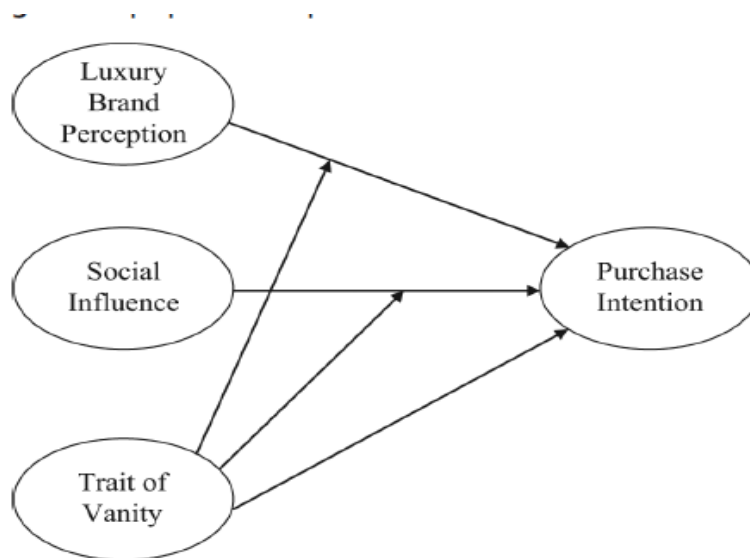 Luxury
Brand
Perception
Social
Influence
Purchase
Intention
Trait of
Vanity